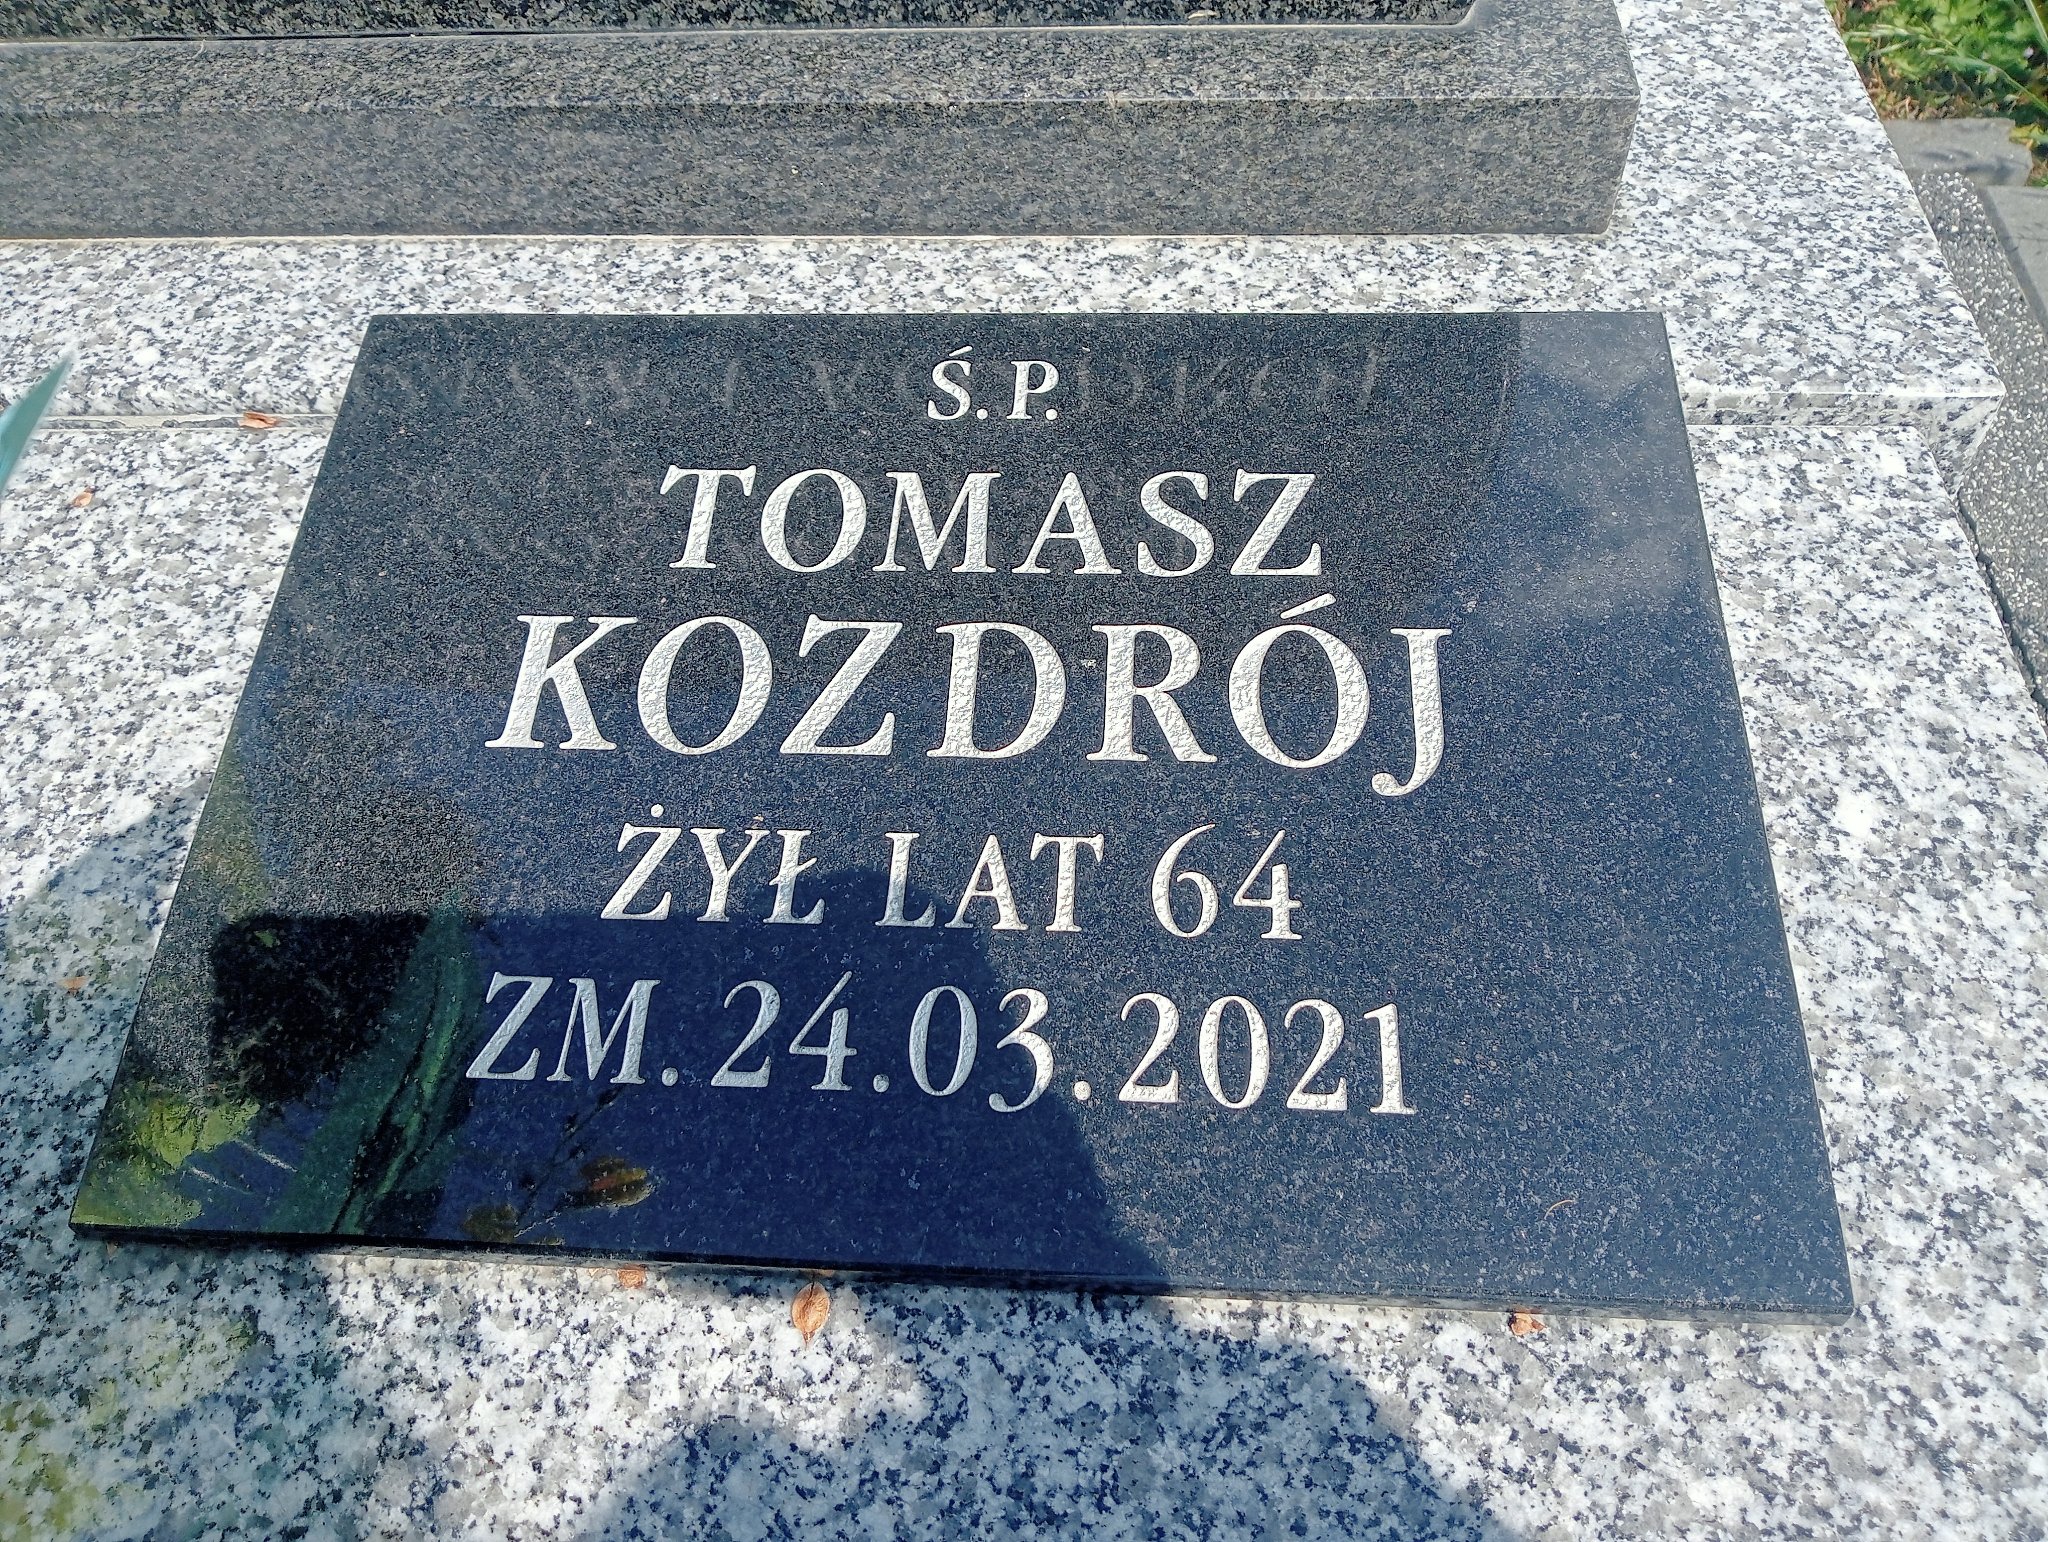 Ś.P.
TOMASZ
KOZDRÓJ
ŻYŁ LAT 64
ZM. 24.03.2021